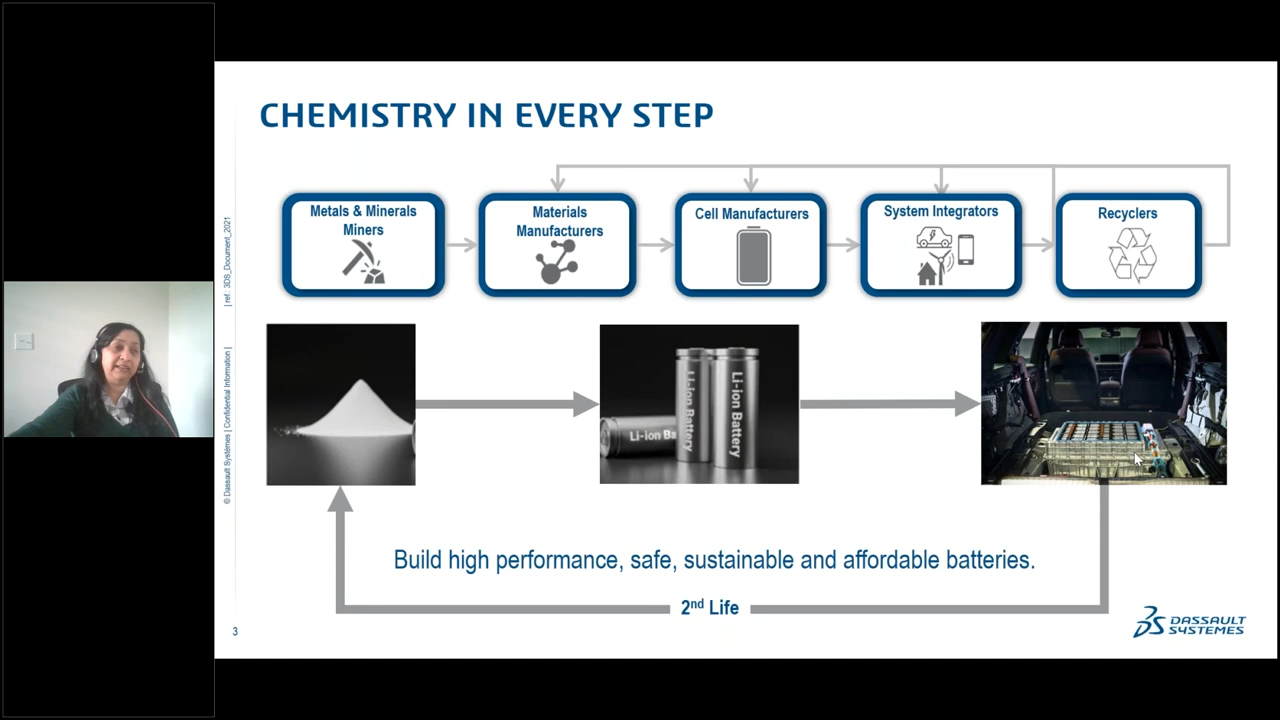 CHEMISTRY IN EVERY STEP
Metals & Minerals
Miners
Materials
Manufacturers
Cell Manufacturers
System Integrators
Recyclers
Li-ion Ba
Li-ion Battery
Li-ion Battery
Build high performance, safe, sustainable and affordable batteries.
2nd Life
© Dassault Systèmes | Confidential Information | | ref.: 3DS_Document_2021
3
DASSAULT
SYSTEMES